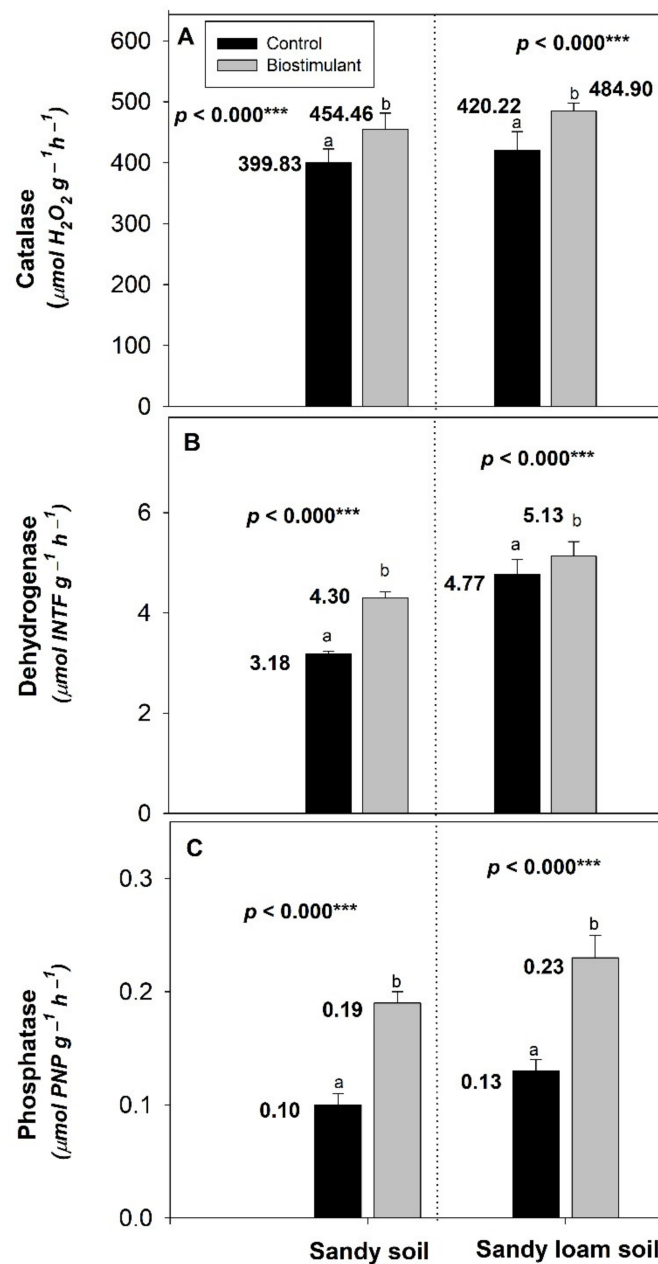 A
Control
Biostimulant
p < 0.000***
p < 0.000***
399.83
a
454.46
b
420.22
a
484.90
b
600
500
400
300
200
100
0
Catalase
(μmol H₂O₂ g⁻¹h⁻¹)
B
p < 0.000***
p < 0.000***
3.18
a
4.30
b
4.77
a
5.13
b
6
4
2
0
Dehydrogenase
(μmol INTF g⁻¹ h⁻¹)
C
p < 0.000***
p < 0.000***
0.10
a
0.19
b
0.13
a
0.23
b
0.3
0.2
0.1
0.0
Phosphatase
(μmol PNP g⁻¹ h⁻¹)
Sandy soil
Sandy loam soil